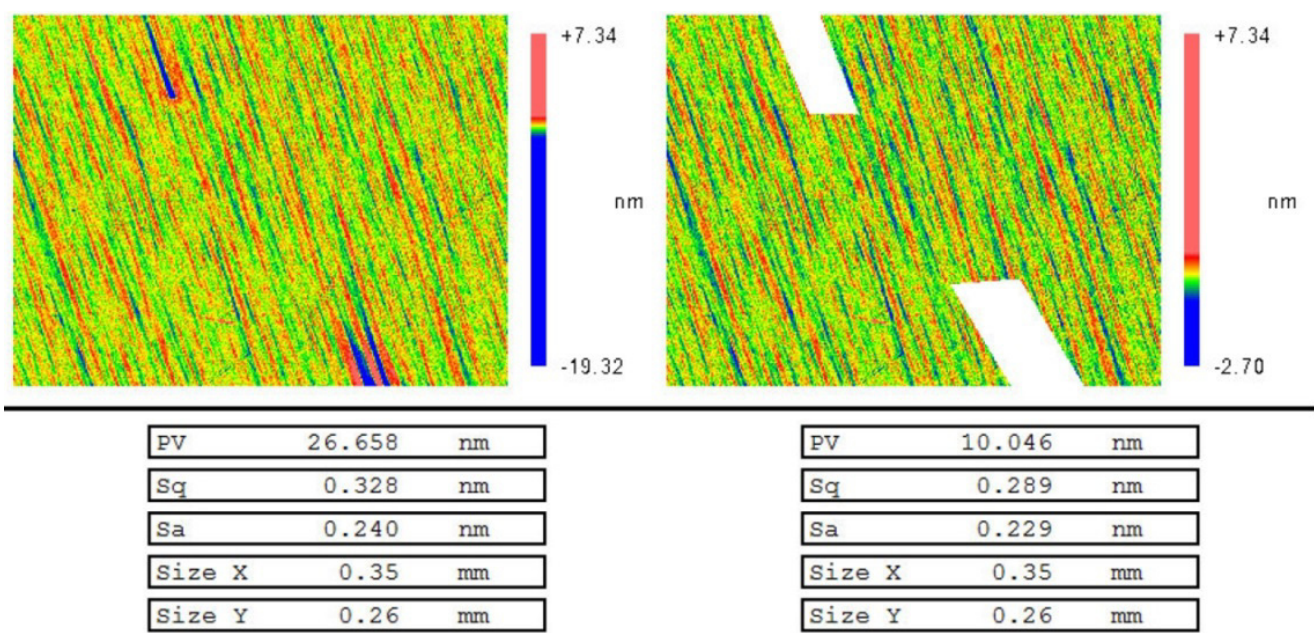 +7.34
nm
-19.32
+7.34
nm
-2.70
PV 26.658 nm
Sq 0.328 nm
Sa 0.240 nm
Size X 0.35 mm
Size Y 0.26 mm
PV 10.046 nm
Sq 0.289 nm
Sa 0.229 nm
Size X 0.35 mm
Size Y 0.26 mm